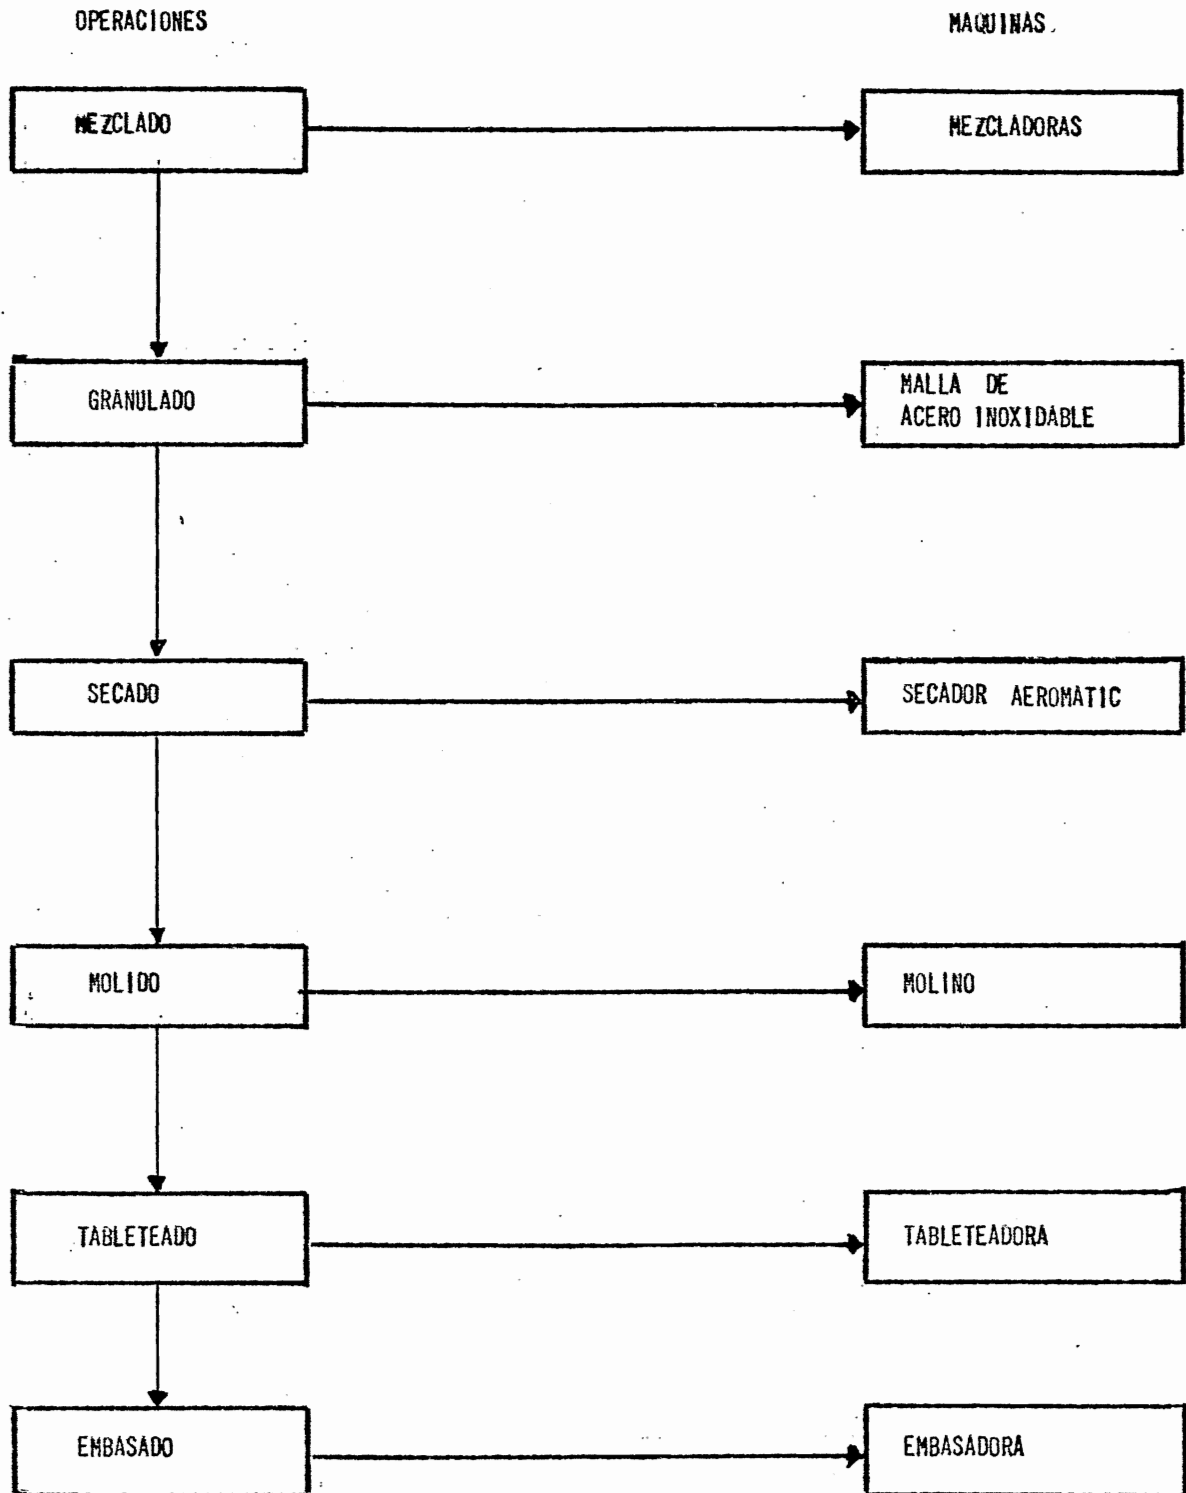 OPERACIONES
MAQUINAS
MEZCLADO
MEZCLADORAS
GRANULADO
MALLA DE
ACERO INOXIDABLE
SECADO
SECADOR AEROMATIC
MOLIDO
MOLINO
TABLETEADO
TABLETEADORA
EMBASADO
EMBASADORA